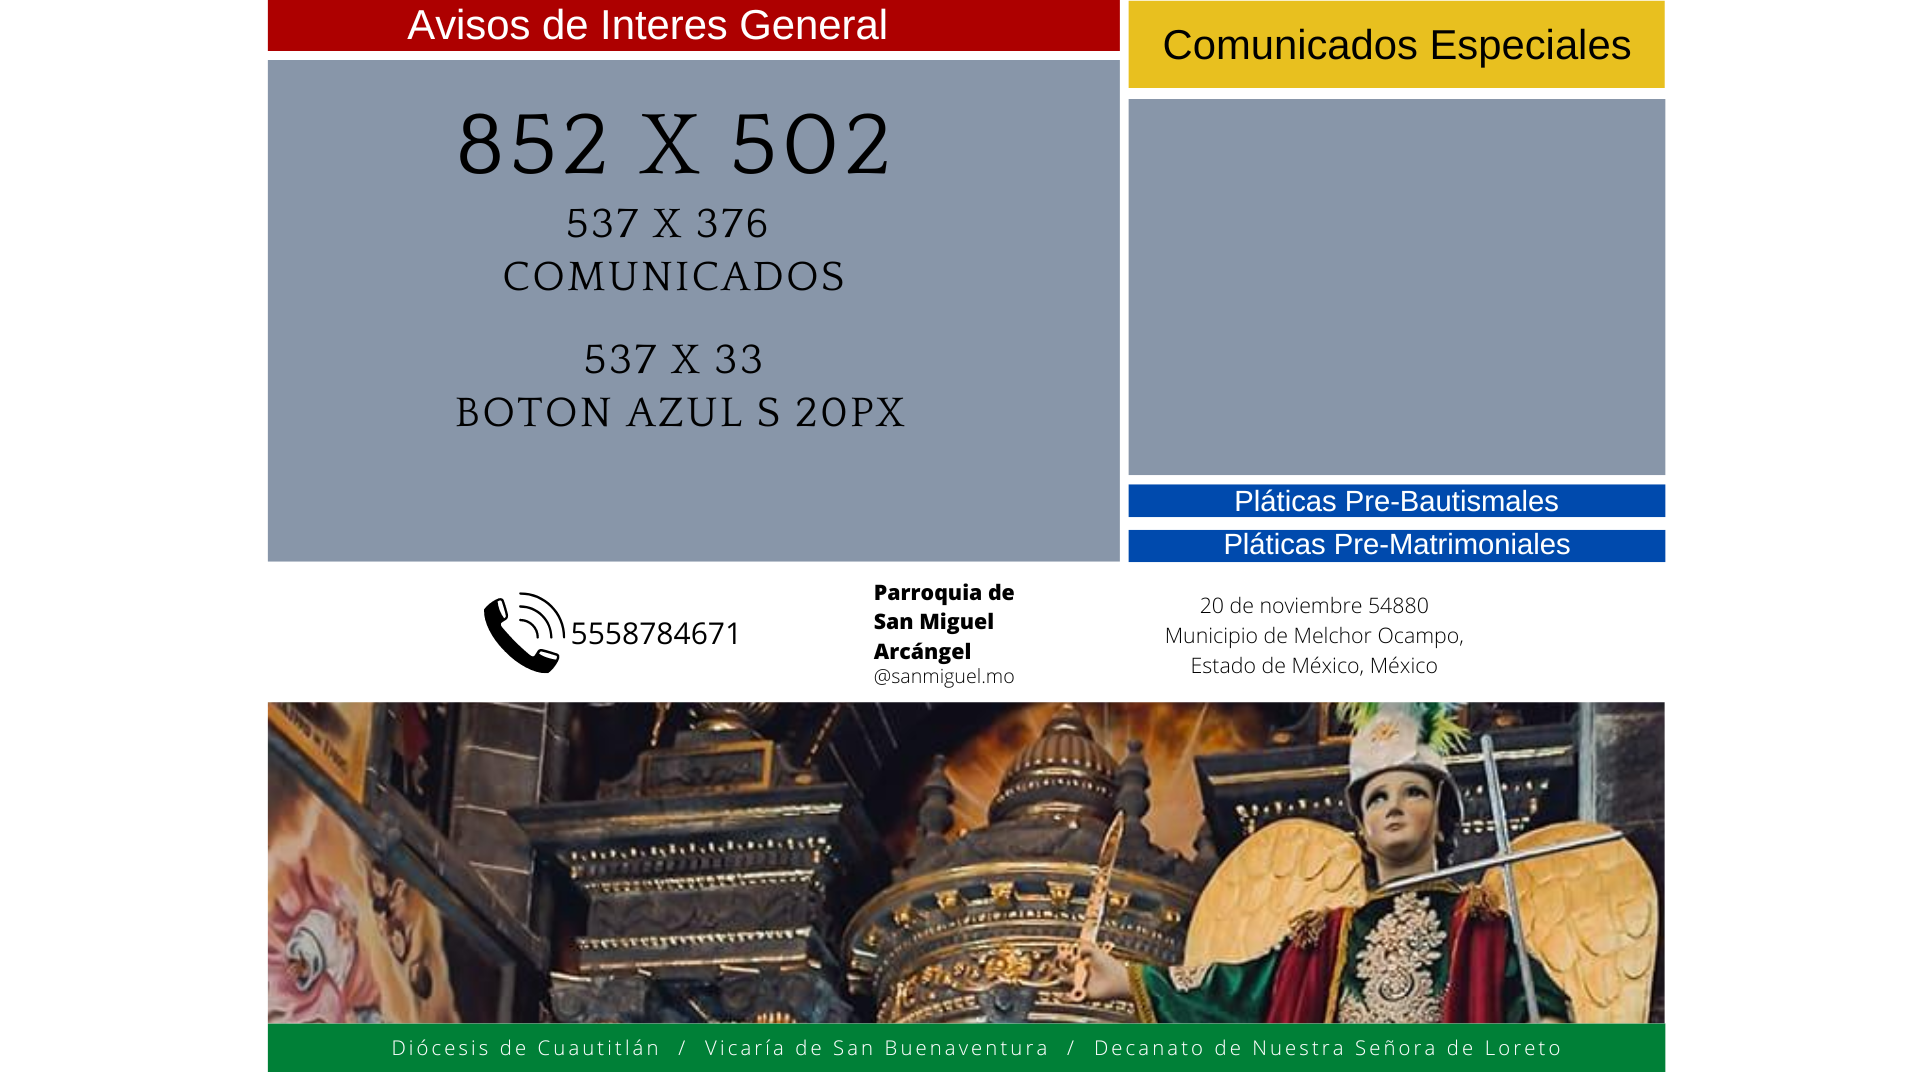 Avisos de Interes General
Comunicados Especiales
852 X 502
537 X 376
COMUNICADOS
537 X 33
BOTON AZUL S 20PX
Pláticas Pre-Bautismales
Pláticas Pre-Matrimoniales
5558784671
Parroquia de
San Miguel
Arcángel
@sanmiguel.mo
20 de noviembre 54880
Municipio de Melchor Ocampo,
Estado de México, México
Diócesis de Cuautitlán / Vicaría de San Buenaventura / Decanato de Nuestra Señora de Loreto